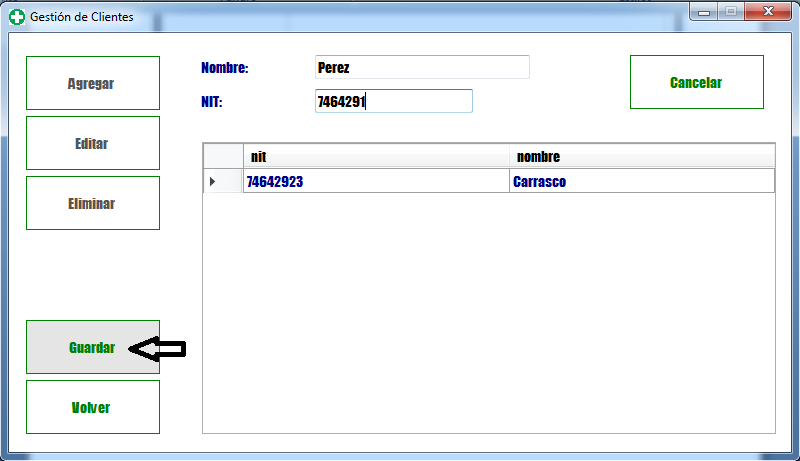 Gestión de Clientes
Agregar
Editar
Eliminar
Guardar
Volver
Nombre: Perez
NIT: 7464291
Cancelar
nit nombre
74642923 Carrasco